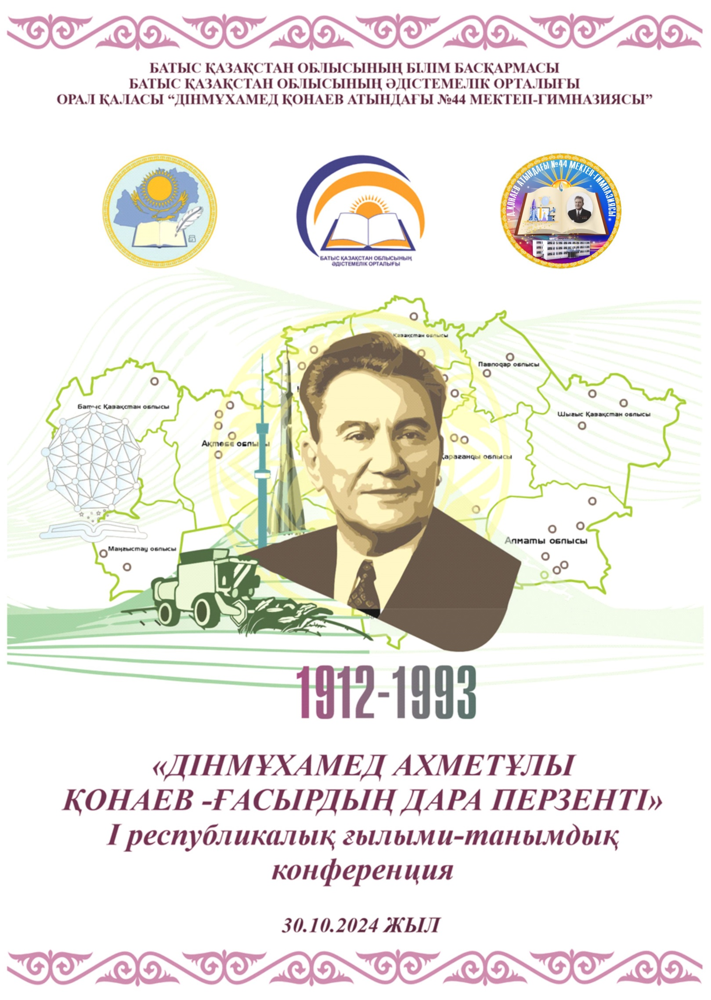 БАТЫС ҚАЗАҚСТАН ОБЛЫСЫНЫҢ БІЛІМ БАСҚАРМАСЫ
БАТЫС ҚАЗАҚСТАН ОБЛЫСЫНЫҢ ӘДІСТЕМЕЛІК ОРТАЛЫҒЫ
ОРАЛ ҚАЛАСЫ “ДІНМҰХАМЕД ҚОНАЕВ АТЫНДАҒЫ №44 МЕКТЕП-ГИМНАЗИЯСЫ”
Д.ҚОНАЕВ АТЫНДАҒЫ №44 МЕКТЕП-ГИМНАЗИЯСЫ
БАТЫС ҚАЗАҚСТАН ОБЛЫСЫНЫҢ
ӘДІСТЕМЕЛІК ОРТАЛЫҒЫ
Қазақстан облысы
Павлодар облысы
Батыс Қазақстан облысы
Шығыс Қазақстан облысы
Ақтөбе облысы
Қарағанды облысы
Алматы облысы
Маңғыстау облысы
1912-1993
«ДІНМҰХАМЕД АХМЕТҰЛЫ
ҚОНАЕВ -ҒАСЫРДЫҢ ДАРА ПЕРЗЕНТІ»
I республикалық ғылыми-танымдық
конференция
30.10.2024 ЖЫЛ